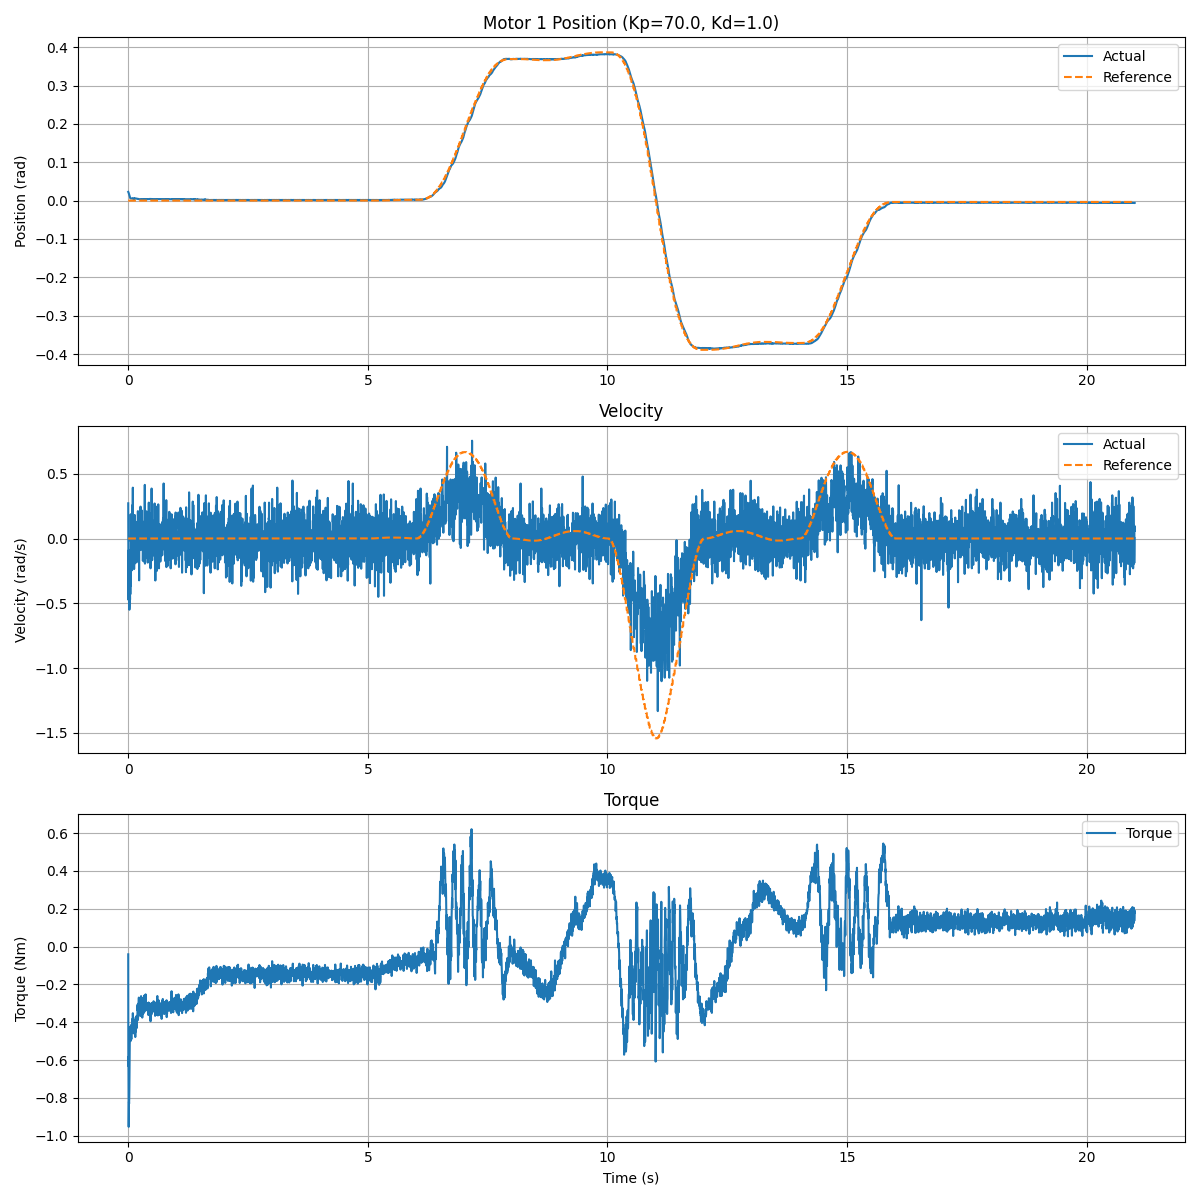 Motor 1 Position (Kp=70.0, Kd=1.0)
Position (rad)
0.4
0.3
0.2
0.1
0.0
−0.1
−0.2
−0.3
−0.4
Actual
Reference
0 5 10 15 20
Velocity
Velocity (rad/s)
0.5
0.0
−0.5
−1.0
−1.5
Actual
Reference
0 5 10 15 20
Torque
Torque (Nm)
0.6
0.4
0.2
0.0
−0.2
−0.4
−0.6
−0.8
−1.0
Torque
0 5 10 15 20
Time (s)